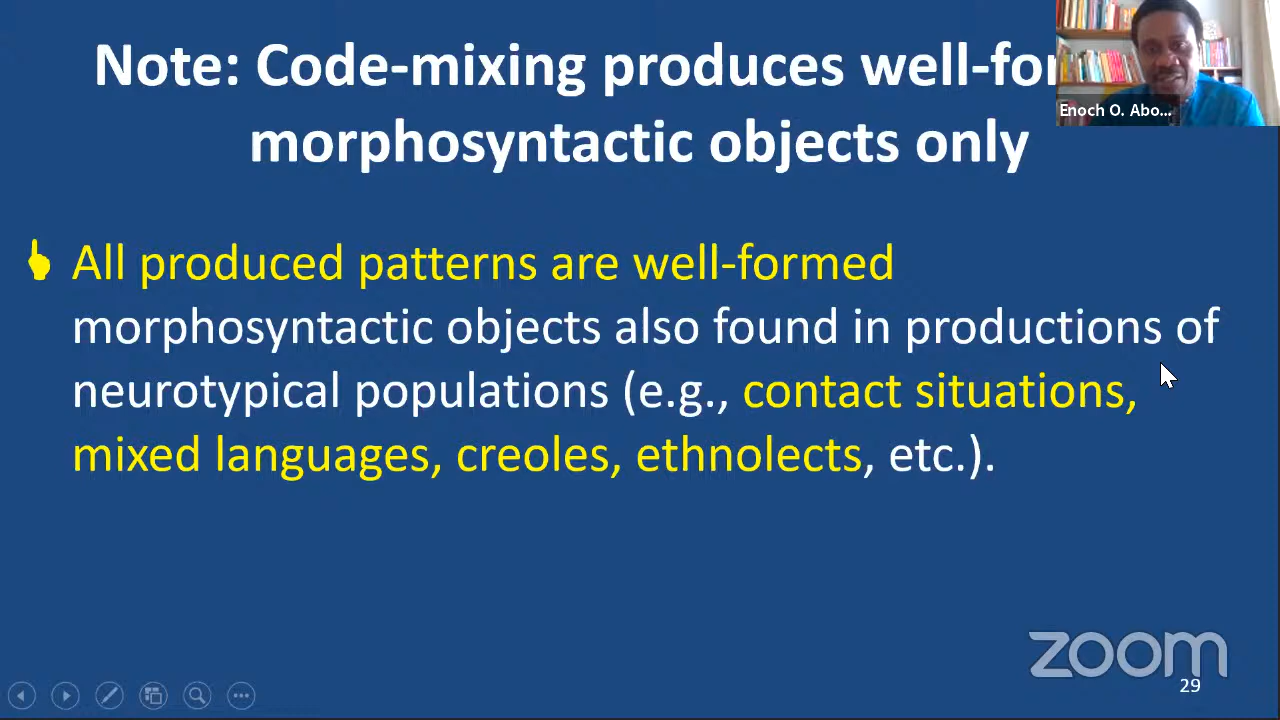 Note: Code-mixing produces well-for
morphosyntactic objects only
Enoch O. Abo...
All produced patterns are well-formed
morphosyntactic objects also found in productions of
neurotypical populations (e.g., contact situations,
mixed languages, creoles, ethnolects, etc.).
zoom
29